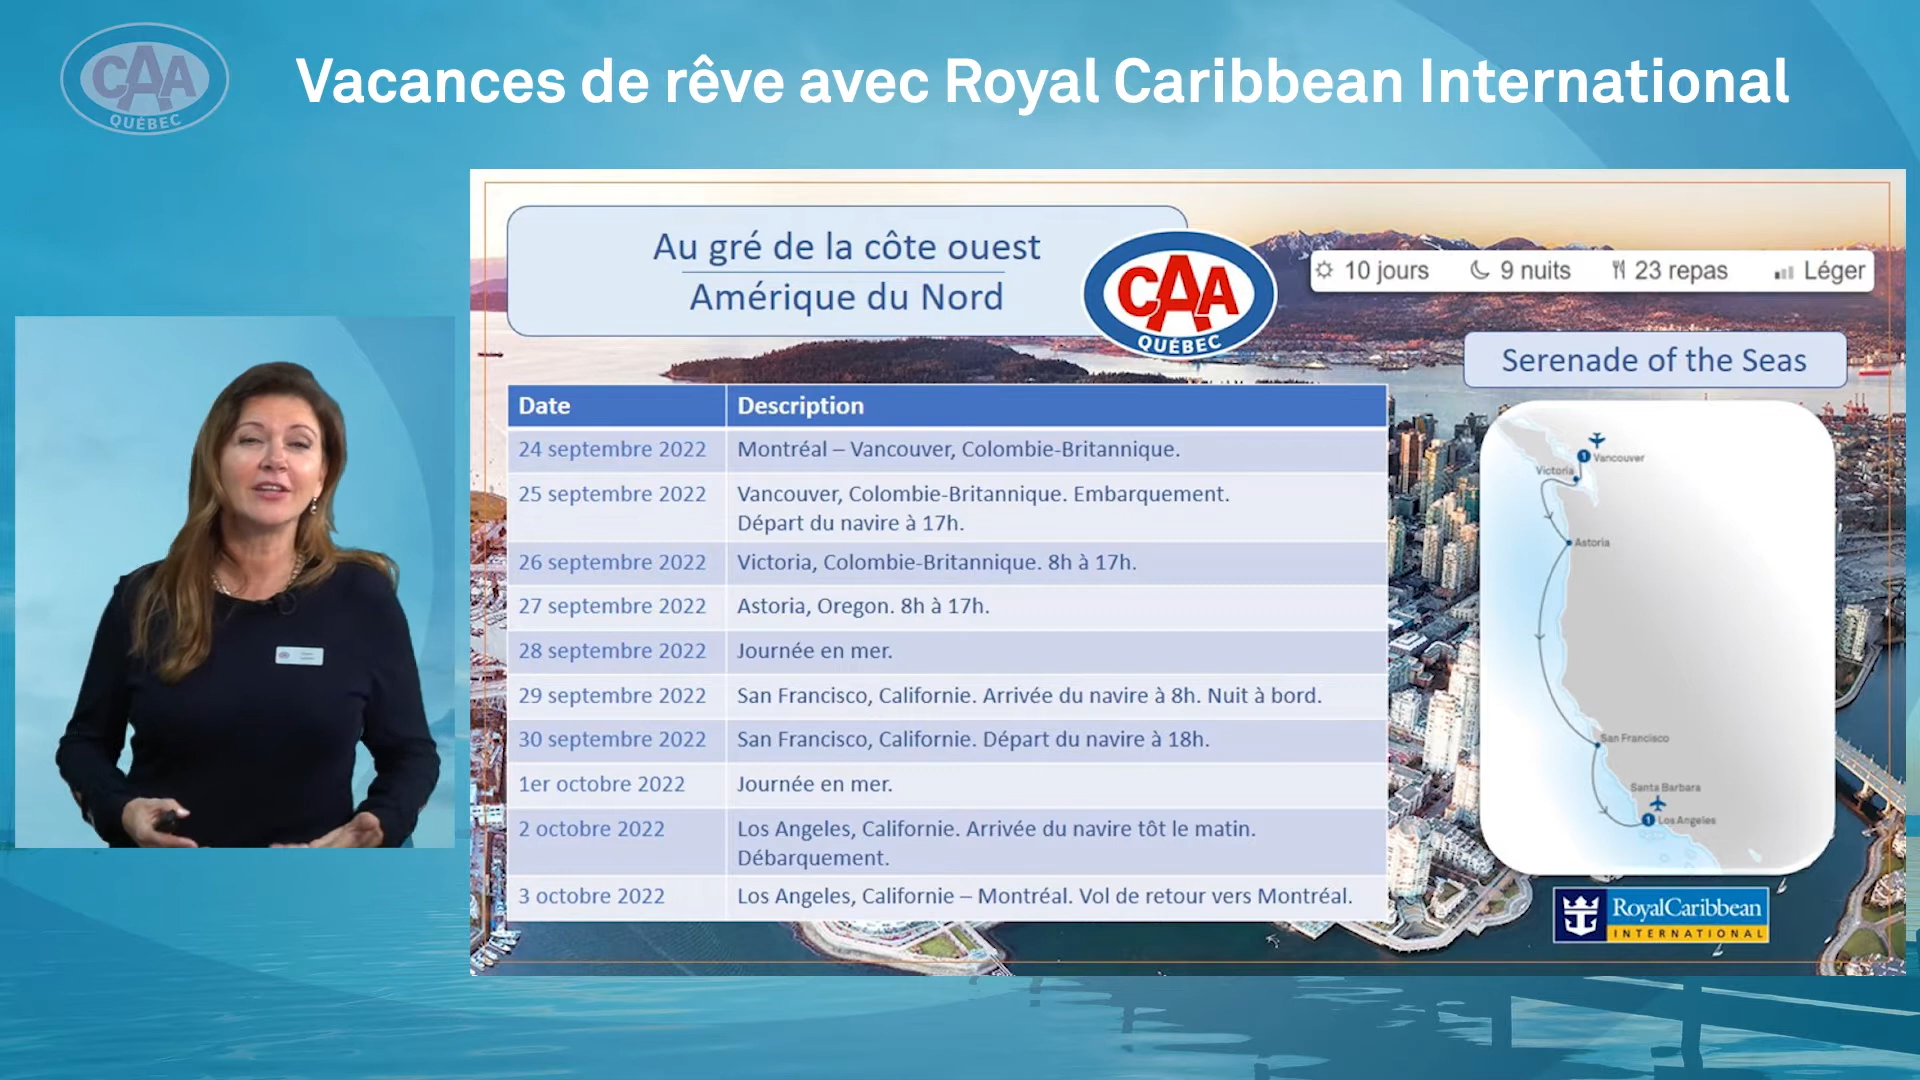 CAA
QUÉBEC
Vacances de rêve avec Royal Caribbean International
Au gré de la côte ouest
Amérique du Nord
CAA
QUÉBEC
10 jours 9 nuits 23 repas Léger
Serenade of the Seas
Date Description
24 septembre 2022 Montréal – Vancouver, Colombie-Britannique.
25 septembre 2022 Vancouver, Colombie-Britannique. Embarquement.
Départ du navire à 17h.
26 septembre 2022 Victoria, Colombie-Britannique. 8h à 17h.
27 septembre 2022 Astoria, Oregon. 8h à 17h.
28 septembre 2022 Journée en mer.
29 septembre 2022 San Francisco, Californie. Arrivée du navire à 8h. Nuit à bord.
30 septembre 2022 San Francisco, Californie. Départ du navire à 18h.
1er octobre 2022 Journée en mer.
2 octobre 2022 Los Angeles, Californie. Arrivée du navire tôt le matin.
Débarquement.
3 octobre 2022 Los Angeles, Californie – Montréal. Vol de retour vers Montréal.
1 Vancouver
Victoria
Astoria
San Francisco
Santa Barbara
1 Los Angeles
RoyalCaribbean
INTERNATIONAL